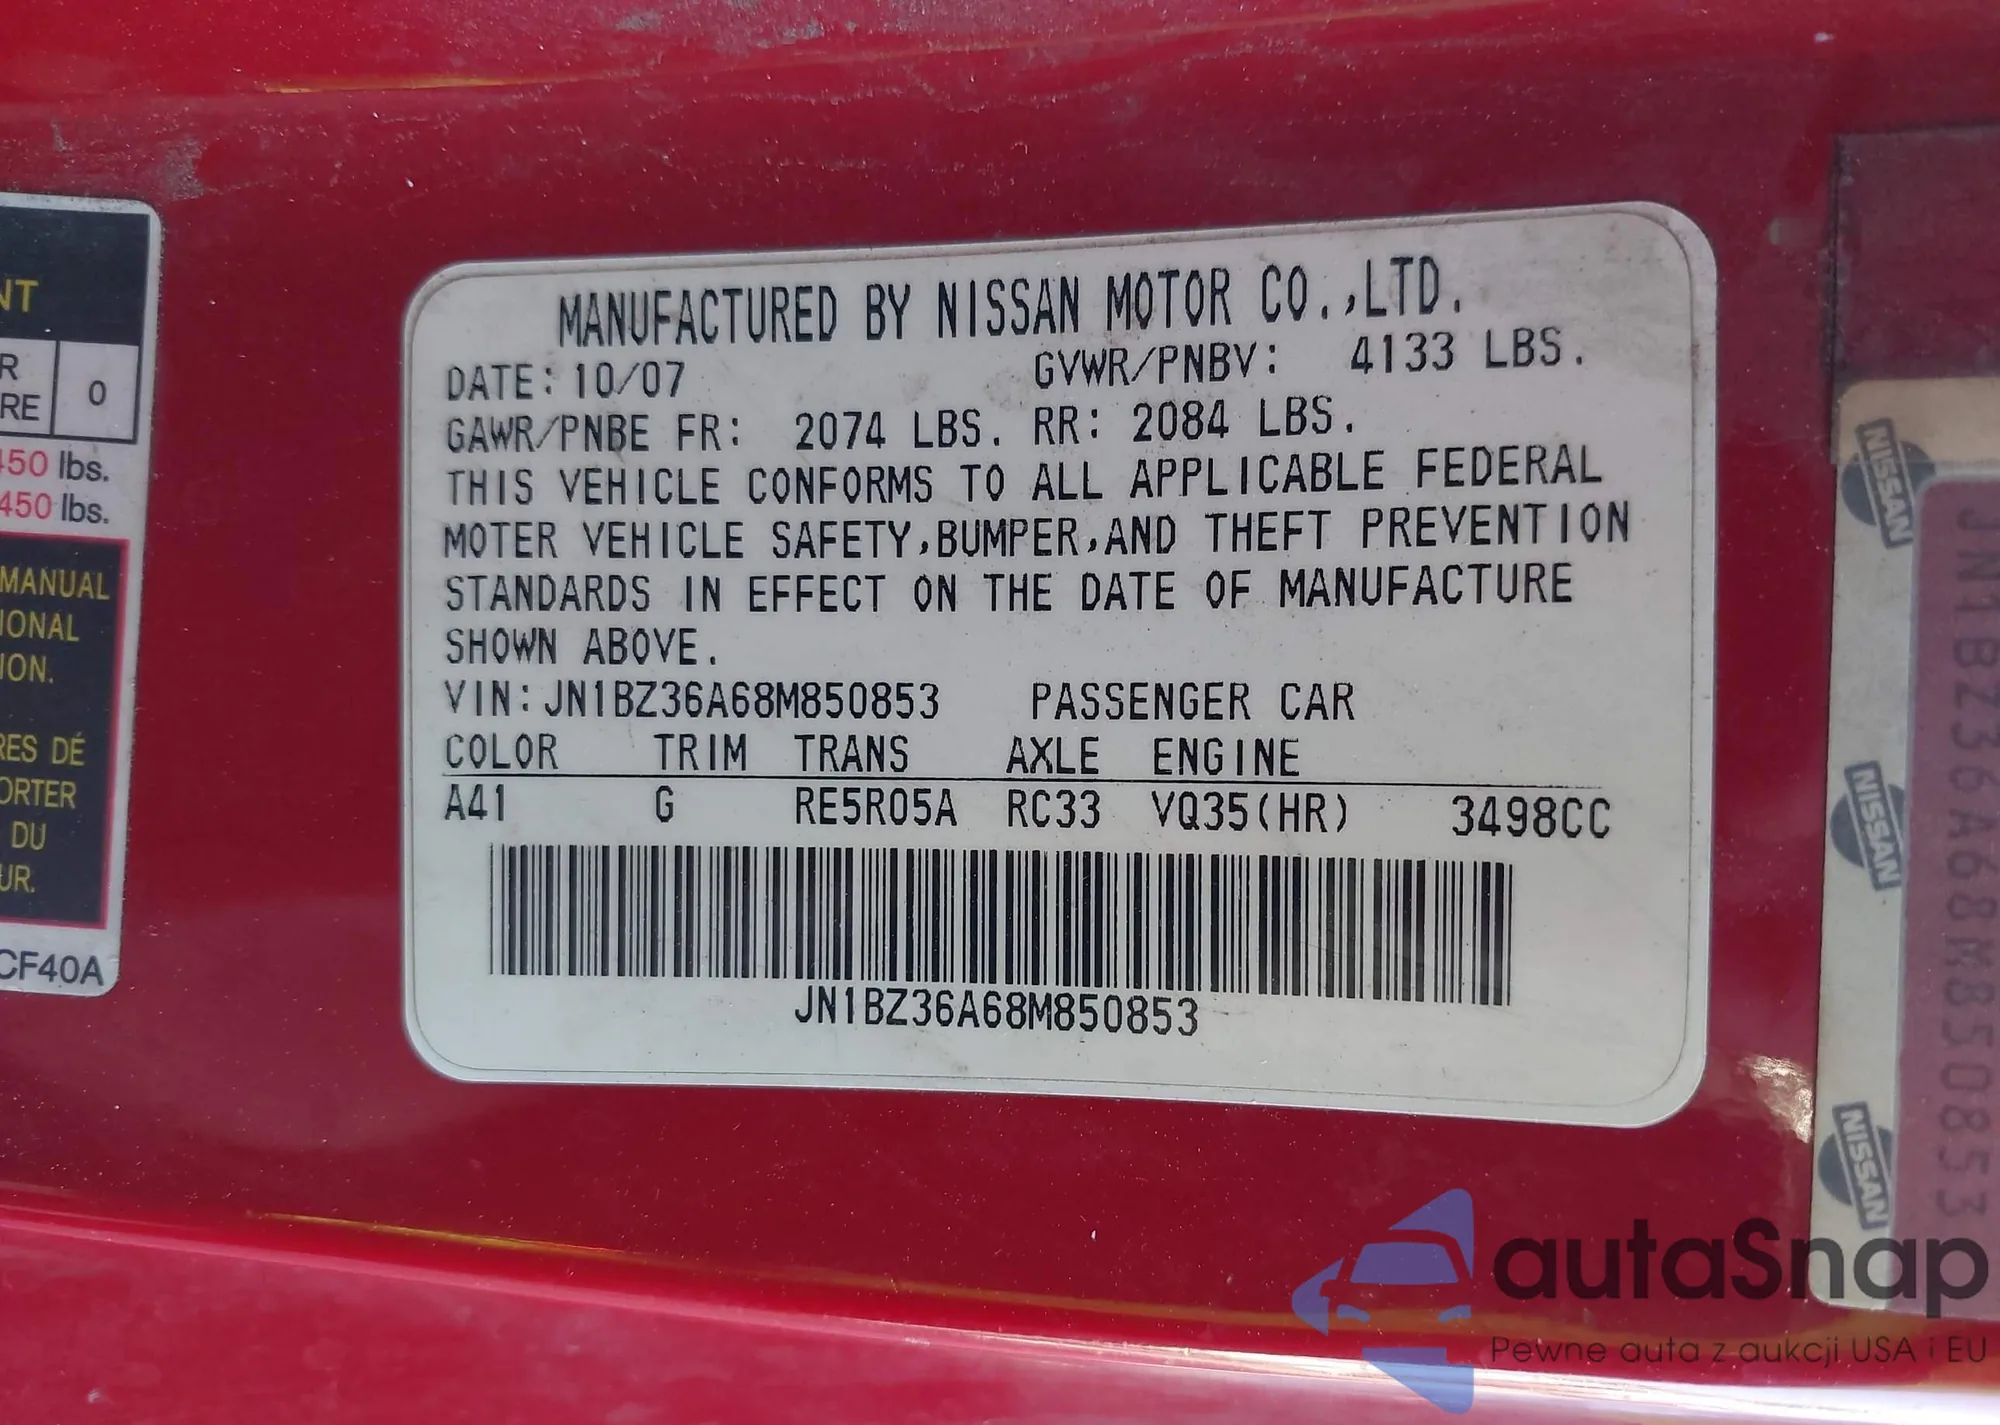 NT
R
RE
0
450 lbs.
450 lbs.
MANUAL
IONAL
ION.
RES DÉ
ORTER
DU
UR.
CF40A
MANUFACTURED BY NISSAN MOTOR CO.,LTD.
DATE: 10/07 GVWR/PNBV: 4133 LBS.
GAWR/PNBE FR: 2074 LBS. RR: 2084 LBS.
THIS VEHICLE CONFORMS TO ALL APPLICABLE FEDERAL
MOTER VEHICLE SAFETY,BUMPER,AND THEFT PREVENTION
STANDARDS IN EFFECT ON THE DATE OF MANUFACTURE
SHOWN ABOVE.
VIN:JN1BZ36A68M850853 PASSENGER CAR
COLOR TRIM TRANS AXLE ENGINE
A41 G RE5R05A RC33 VQ35(HR) 3498CC
JN1BZ36A68M850853
NISSAN
NISSAN
NISSAN
JN1BZ36A68M850853
autaSnap
Pewne auta z aukcji USA i EU